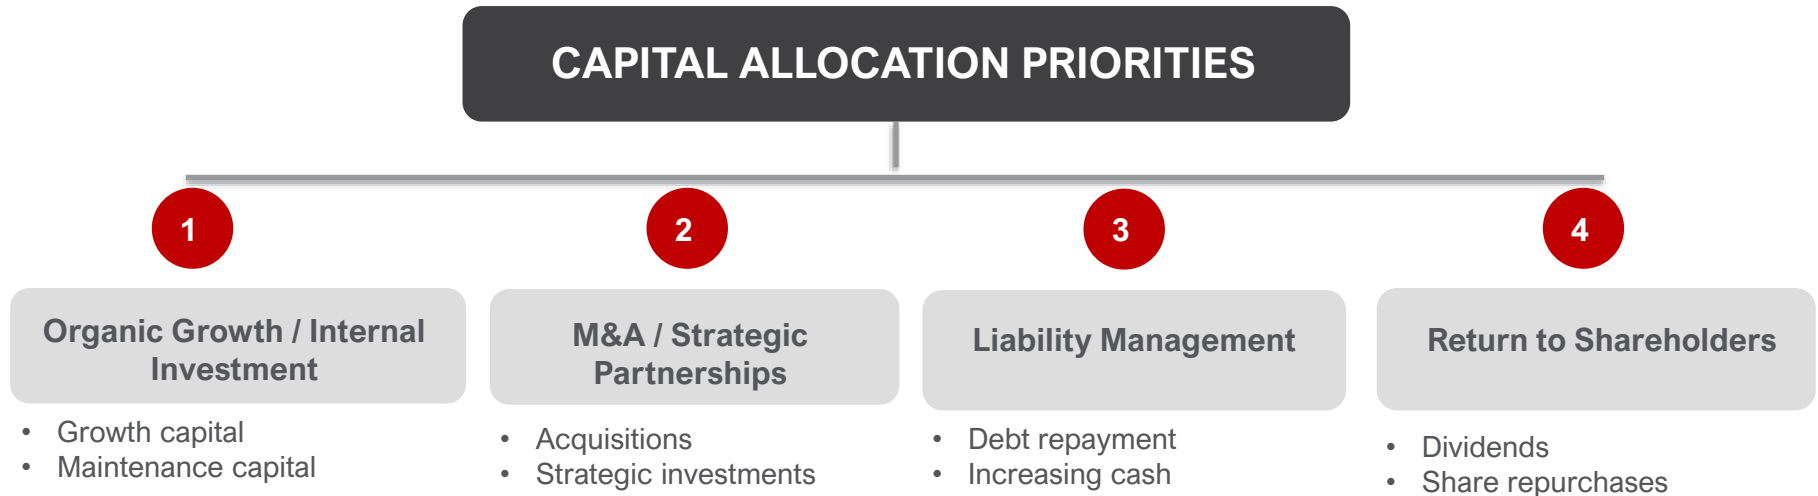 CAPITAL ALLOCATION PRIORITIES
1
Organic Growth / Internal
Investment
• Growth capital
• Maintenance capital
2
M&A / Strategic
Partnerships
• Acquisitions
• Strategic investments
3
Liability Management
• Debt repayment
• Increasing cash
4
Return to Shareholders
• Dividends
• Share repurchases